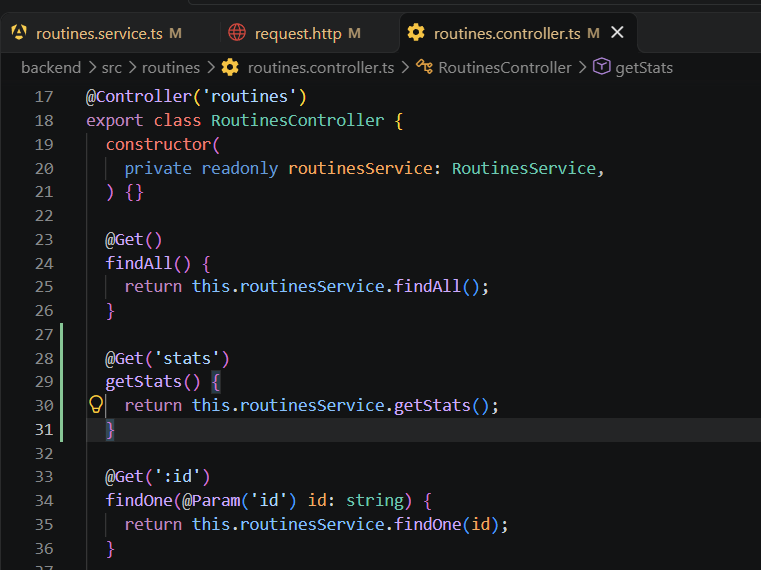 routines.service.ts M
request.http M
routines.controller.ts M
backend > src > routines > routines.controller.ts > RoutinesController > getStats
17 @Controller('routines')
18 export class RoutinesController {
19 constructor(
20 private readonly routinesService: RoutinesService,
21 ) {}
22
23 @Get()
24 findAll() {
25 return this.routinesService.findAll();
26 }
27
28 @Get('stats')
29 getStats() {
30 return this.routinesService.getStats();
31 }
32
33 @Get(':id')
34 findOne(@Param('id') id: string) {
35 return this.routinesService.findOne(id);
36 }
37